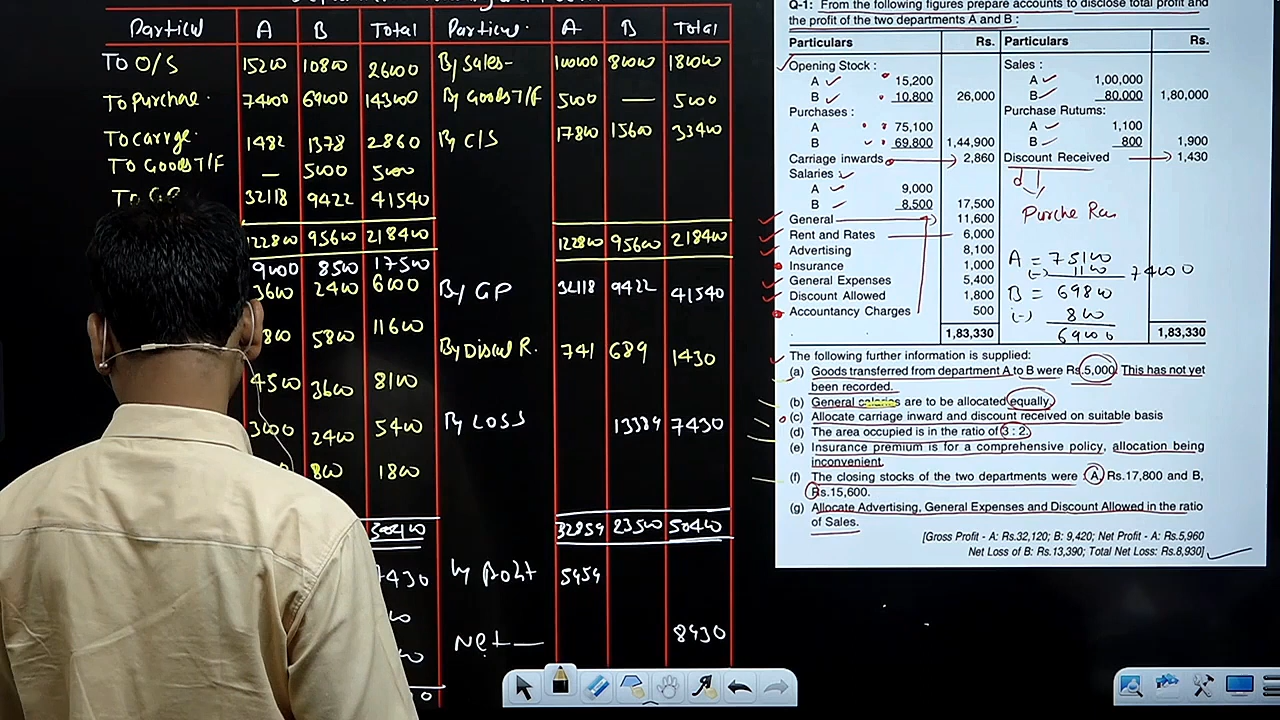 Particu A B Total Particur. A B Total
To O/S 15200 10800 26000 By Sales- 100000 80000 180000
To Purchase. 74000 69000 143000 By Goods T/F 5000 — 5000
To carrge. 1482 1378 2860 By C/S 17800 15600 33400
To Goods T/F — 5000 5000
To GP 32118 9422 41540
122800 95600 218400 122800 95600 218400
9000 8500 17500
3600 2400 6000 By GP 32118 9422 41540
5800 11600
By Discu R. 741 689 1430
4500 3600 8100
3000 2400 5400 By Loss 13389 7430
800 1800
32859 23500 50400
7430 by Profit 5959
Net — 8930
Q-1: From the following figures prepare accounts to disclose total profit and
the profit of the two departments A and B :
Particulars Rs. Particulars Rs.
Opening Stock : Sales :
A 15,200 A 1,00,000
B 10,800 26,000 B 80,000 1,80,000
Purchases : Purchase Ruturns:
A 75,100 A 1,100
B 69,800 1,44,900 B 800 1,900
Carriage inwards 2,860 Discount Received 1,430
Salaries :
A 9,000
B 8,500 17,500
General 11,600
Rent and Rates 6,000
Advertising 8,100
Insurance 1,000
General Expenses 5,400
Discount Allowed 1,800
Accountancy Charges 500
1,83,330 1,83,330
Purche Ra
A = 75100
(-) 1100 74000
B = 69800
(-) 800
69000
The following further information is supplied:
(a) Goods transferred from department A to B were Rs.5,000. This has not yet
been recorded.
(b) General calaries are to be allocated equally.
(c) Allocate carriage inward and discount received on suitable basis
(d) The area occupied is in the ratio of 3 : 2.
(e) Insurance premium is for a comprehensive policy, allocation being
inconvenient.
(f) The closing stocks of the two departments were : A, Rs.17,800 and B,
Rs.15,600.
(g) Allocate Advertising, General Expenses and Discount Allowed in the ratio
of Sales.
[Gross Profit - A: Rs.32,120; B: 9,420; Net Profit - A: Rs.5,960
Net Loss of B: Rs.13,390; Total Net Loss: Rs.8,930]